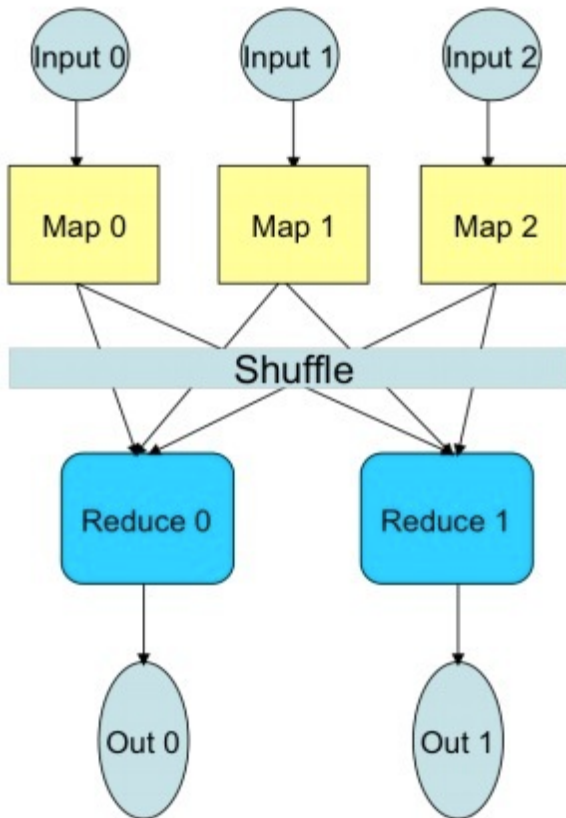 Input 0
Input 1
Input 2
Map 0
Map 1
Map 2
Shuffle
Reduce 0
Reduce 1
Out 0
Out 1